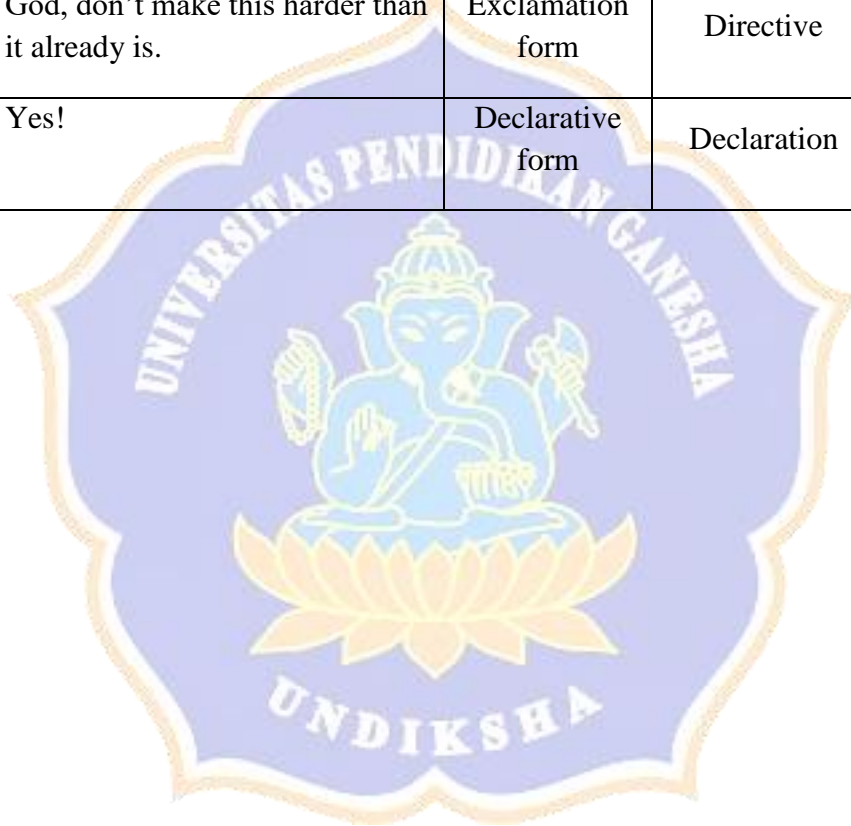 God, don’t make this harder than
it already is.
Exclamation
form
Directive
Yes!
Declarative
form
Declaration
UNIVERSITAS PENDIDIKAN GANESHA
UNDIKSHA